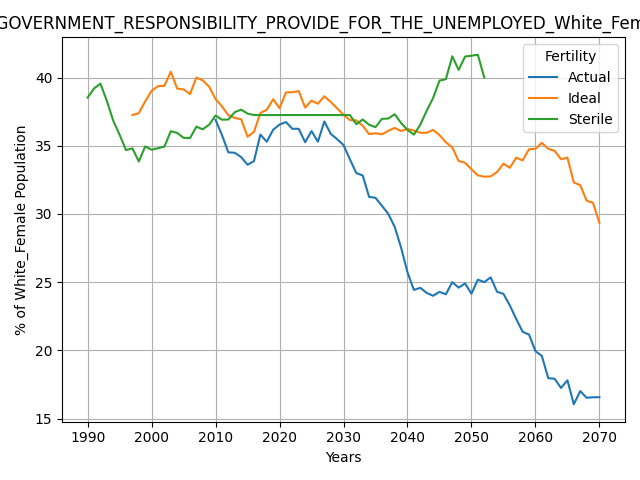 GOVERNMENT_RESPONSIBILITY_PROVIDE_FOR_THE_UNEMPLOYED_White_Fem
Fertility
Actual
Ideal
Sterile
% of White_Female Population
40
35
30
25
20
15
1990 2000 2010 2020 2030 2040 2050 2060 2070
Years